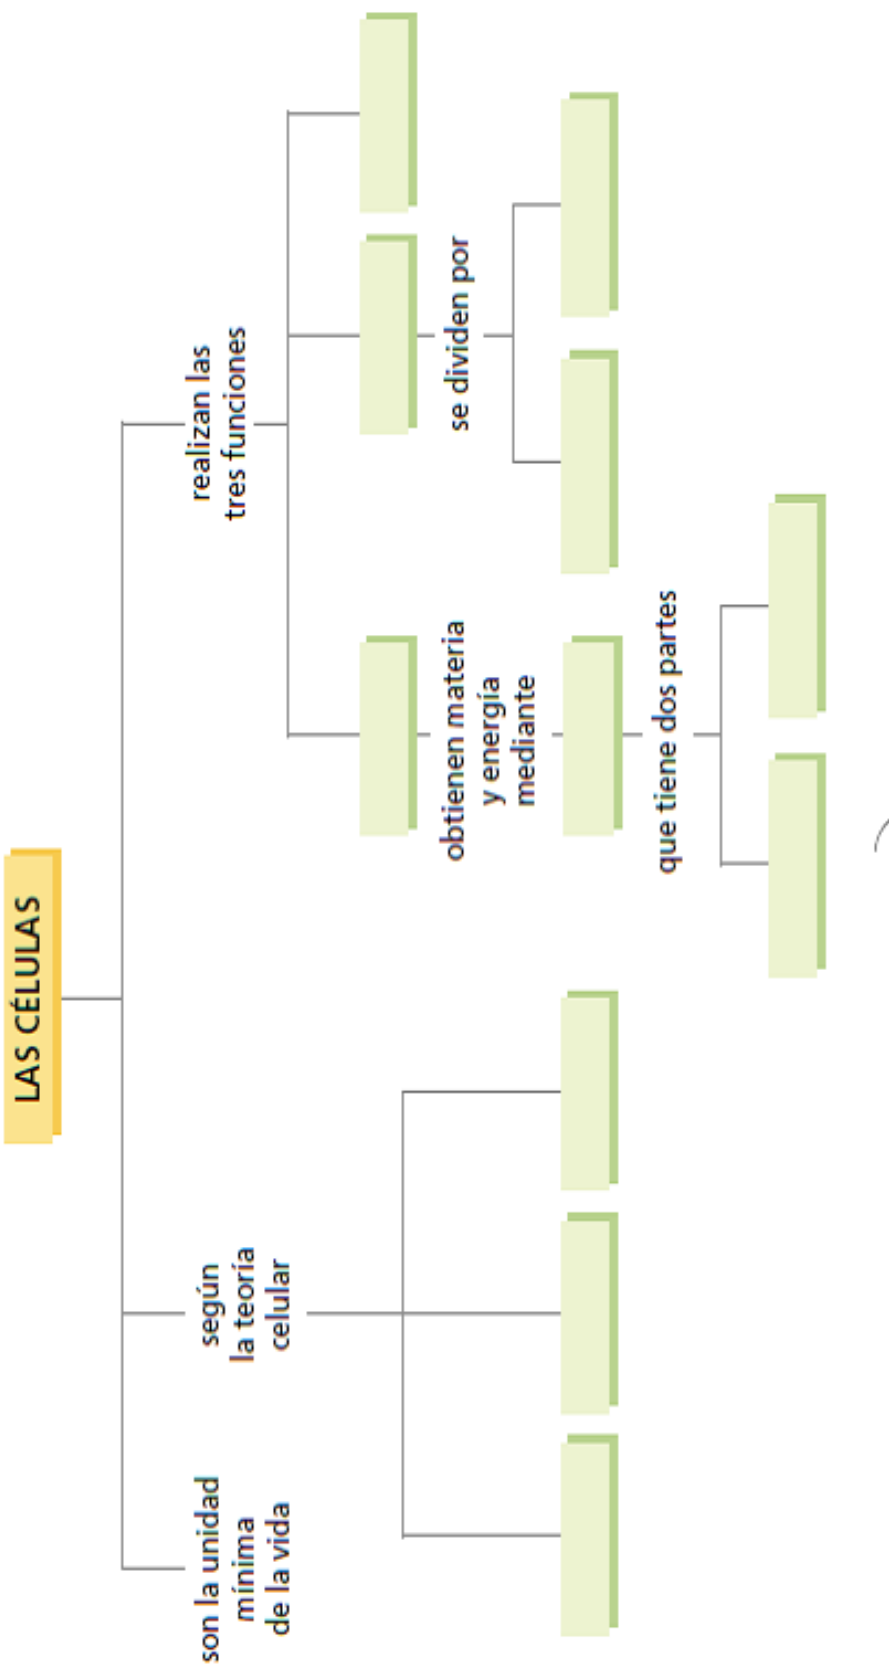 LAS CÉLULAS
son la unidad
mínima
de la vida
según
la teoría
celular
realizan las
tres funciones
obtienen materia
y energía
mediante
se dividen por
que tiene dos partes